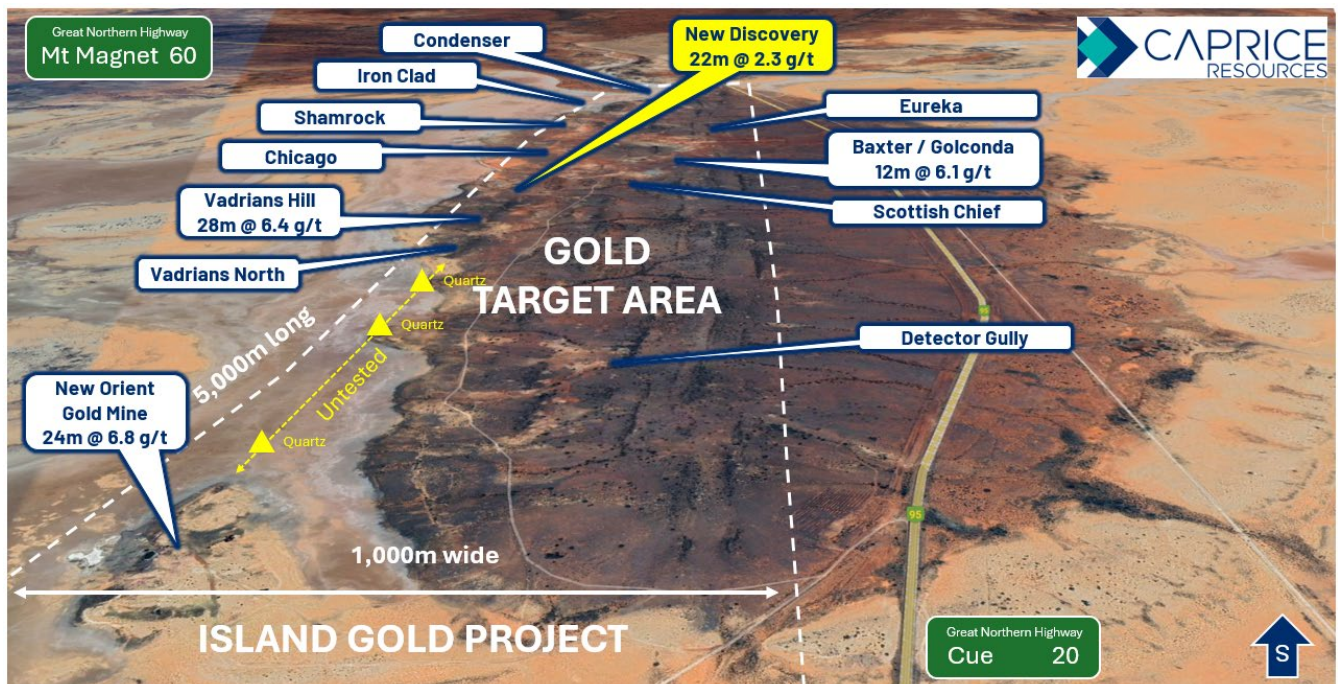 Great Northern Highway
Mt Magnet 60
Condenser
New Discovery
22m @ 2.3 g/t
CAPRICE
RESOURCES
Iron Clad
Eureka
Shamrock
Baxter / Golconda
12m @ 6.1 g/t
Chicago
Vadrians Hill
28m @ 6.4 g/t
Scottish Chief
Vadrians North
GOLD
TARGET AREA
Quartz
Quartz
95
5,000m long
Untested
Detector Gully
New Orient
Gold Mine
24m @ 6.8 g/t
Quartz
95
1,000m wide
ISLAND GOLD PROJECT
Great Northern Highway
Cue 20
S